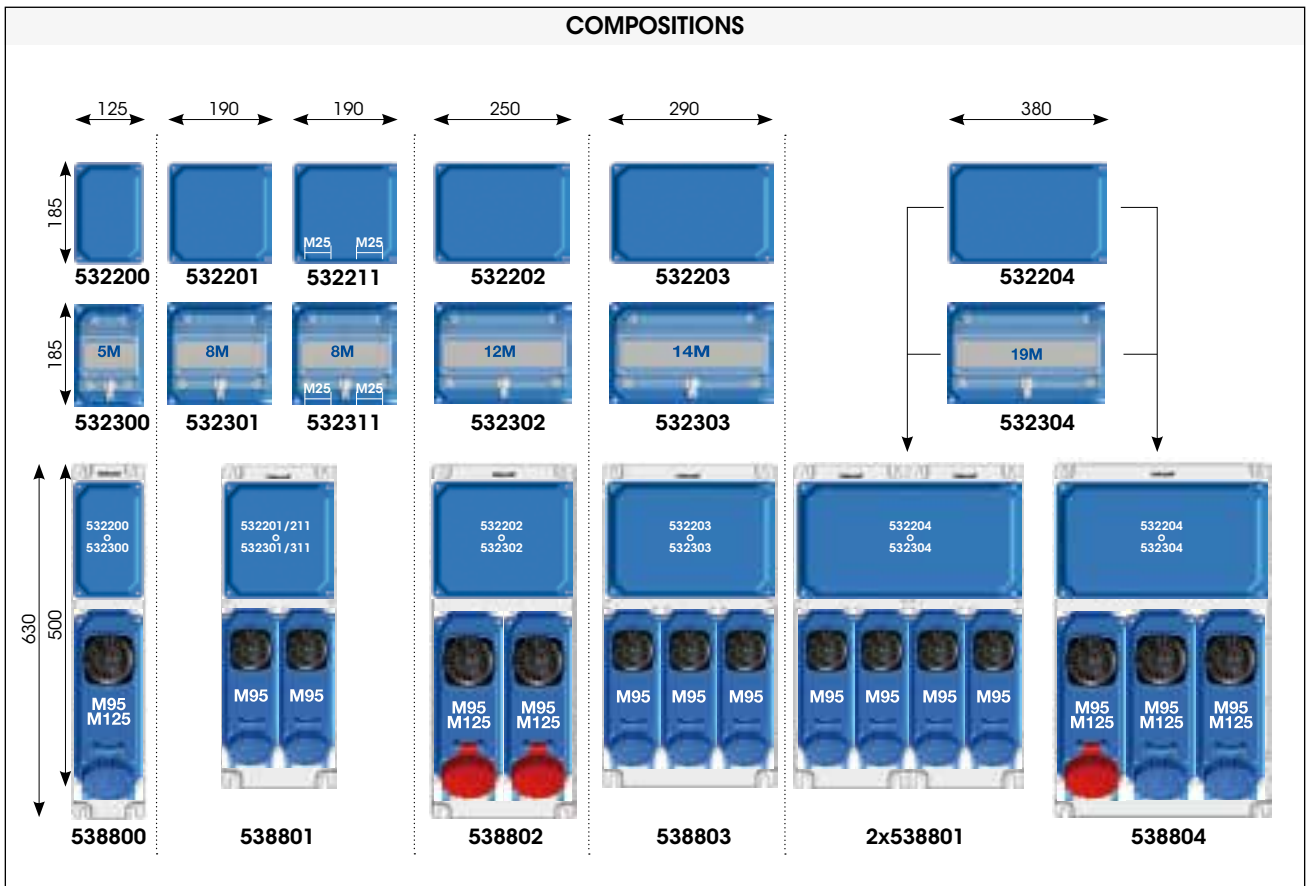 COMPOSITIONS
125 190 190 250 290 380
185
M25 M25
532200 532201 532211 532202 532203 532204
185
5M 8M 8M 12M 14M 19M
M25 M25
532300 532301 532311 532302 532303 532304
630 500
532200 532201/211 532202 532203 532204 532204
o o o o o o
532300 532301/311 532302 532303 532304 532304
M95 M95 M95 M95 M95 M95 M95 M95 M95 M95 M95 M95 M95 M95 M95
M125 M125 M125 M125 M125 M125
538800 538801 538802 538803 2x538801 538804